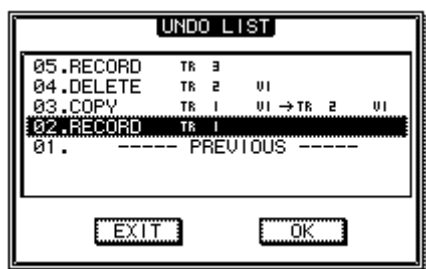 UNDO LIST
05.RECORD TR 3
04.DELETE TR 2 V1
03.COPY TR 1 V1 → TR 2 V1
02.RECORD TR 1
01. ----- PREVIOUS -----
EXIT OK